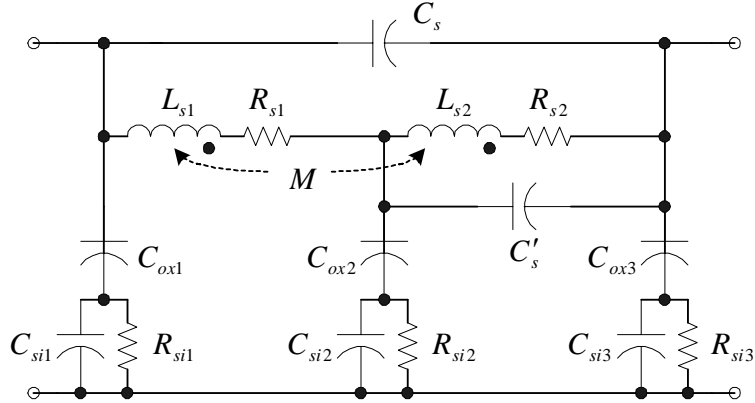 C_s
L_s1 R_s1 L_s2 R_s2
M
C'_s
C_ox1 C_ox2 C_ox3
C_si1 R_si1 C_si2 R_si2 C_si3 R_si3